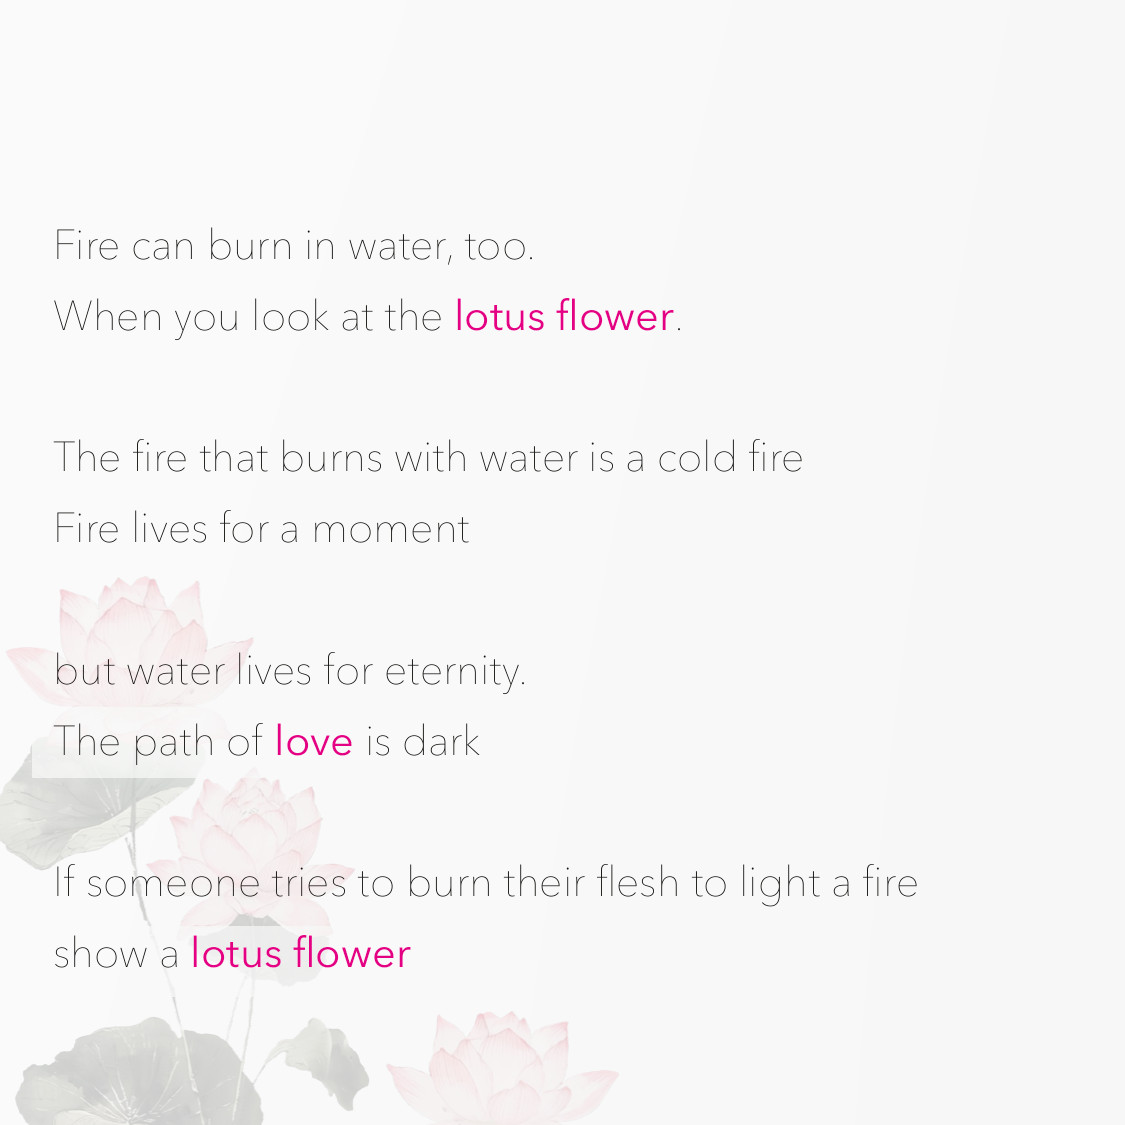 Fire can burn in water, too.
When you look at the lotus flower.
The fire that burns with water is a cold fire
Fire lives for a moment
but water lives for eternity.
The path of love is dark
If someone tries to burn their flesh to light a fire
show a lotus flower